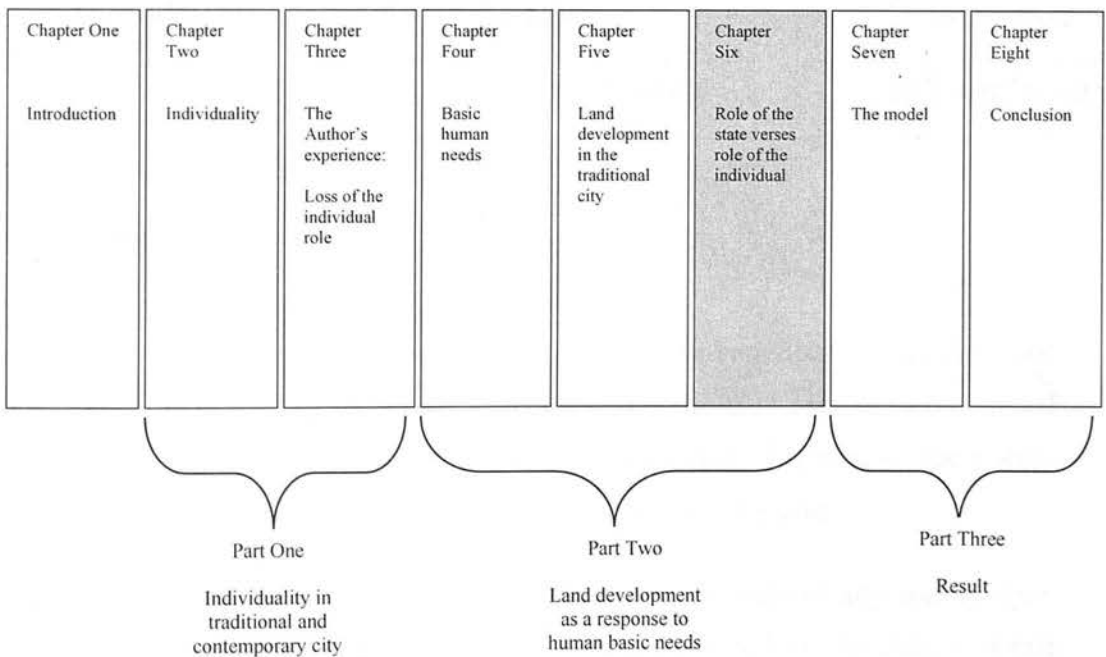 Chapter One
Introduction
Chapter
Two
Individuality
Chapter
Three
The
Author's
experience:
Loss of the
individual
role
Chapter
Four
Basic
human
needs
Chapter
Five
Land
development
in the
traditional
city
Chapter
Six
Role of the
state verses
role of the
individual
Chapter
Seven
The model
Chapter
Eight
Conclusion
Part One
Individuality in
traditional and
contemporary city
Part Two
Land development
as a response to
human basic needs
Part Three
Result